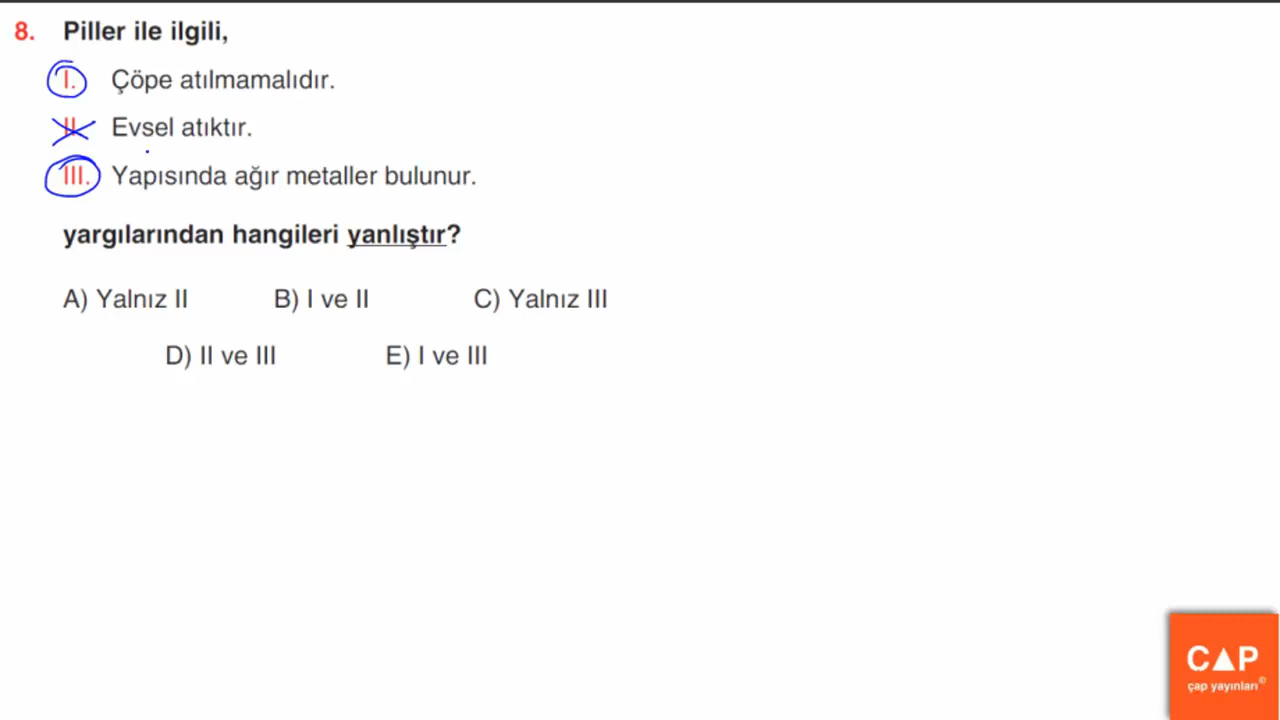 8. Piller ile ilgili,
I. Çöpe atılmamalıdır.
II. Evsel atıktır.
III. Yapısında ağır metaller bulunur.
yargılarından hangileri yanlıştır?
A) Yalnız II B) I ve II C) Yalnız III
D) II ve III E) I ve III
ÇAP
çap yayınları©